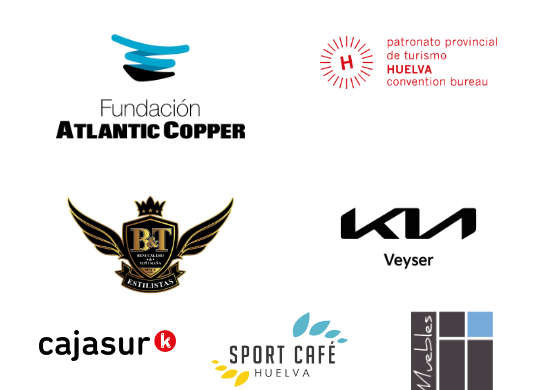 Fundación
ATLANTIC COPPER
patronato provincial
de turismo
H
HUELVA
convention bureau
B&T
ESTILISTAS
KIA
Veyser
cajasur k
SPORT CAFÉ
HUELVA
Muebles